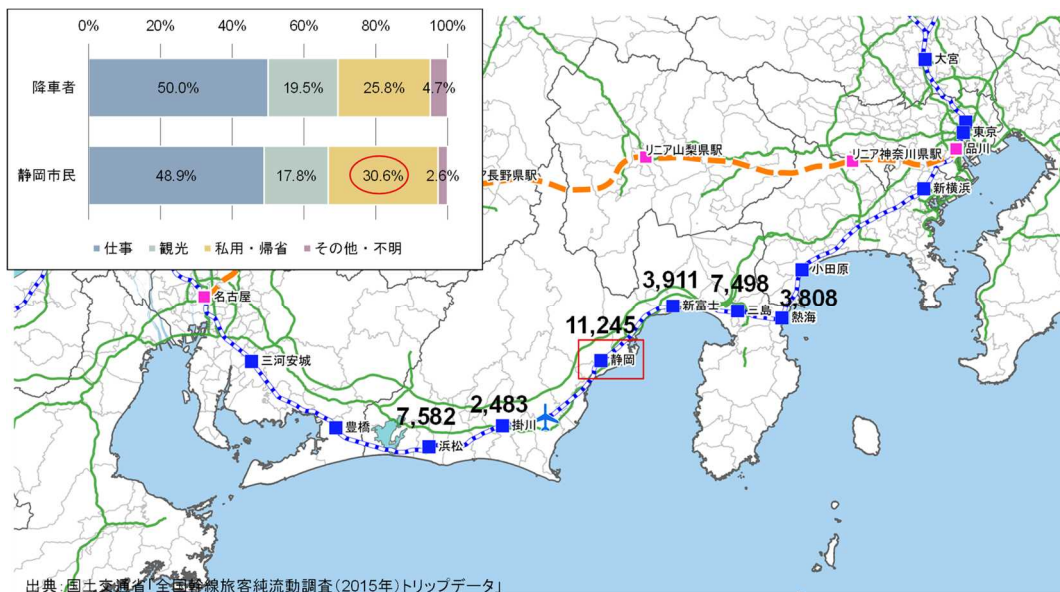 0% 20% 40% 60% 80% 100%
降車者 50.0% 19.5% 25.8% 4.7%
静岡市民 48.9% 17.8% 30.6% 2.6%
仕事 観光 私用・帰省 その他・不明
大宮
東京
品川
リニア山梨県駅
リニア神奈川県駅
ア長野県駅
新横浜
小田原
3,911
新富士
7,498
三島
3,808
熱海
11,245
静岡
名古屋
三河安城
豊橋
7,582
浜松
2,483
掛川
出典:国土交通省「全国幹線旅客純流動調査(2015年)トリップデータ」